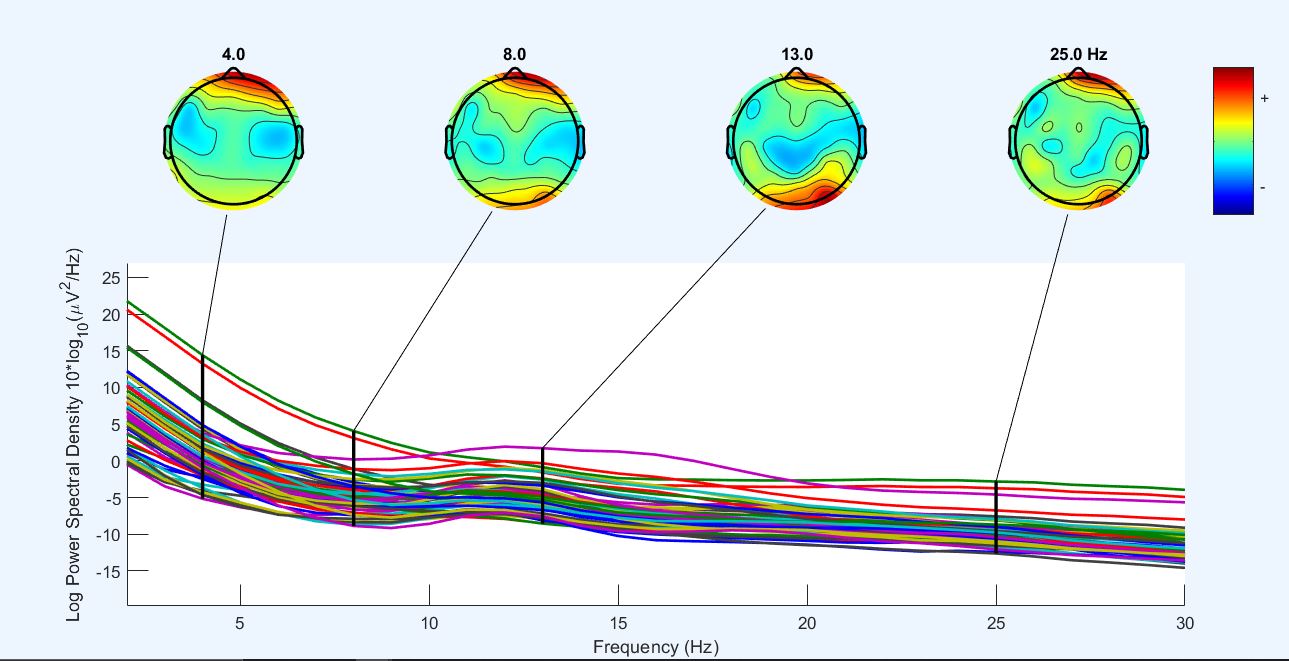 4.0 8.0 13.0 25.0 Hz
+
-
Log Power Spectral Density 10*log10(μV2/Hz)
25
20
15
10
5
0
-5
-10
-15
5 10 15 20 25 30
Frequency (Hz)